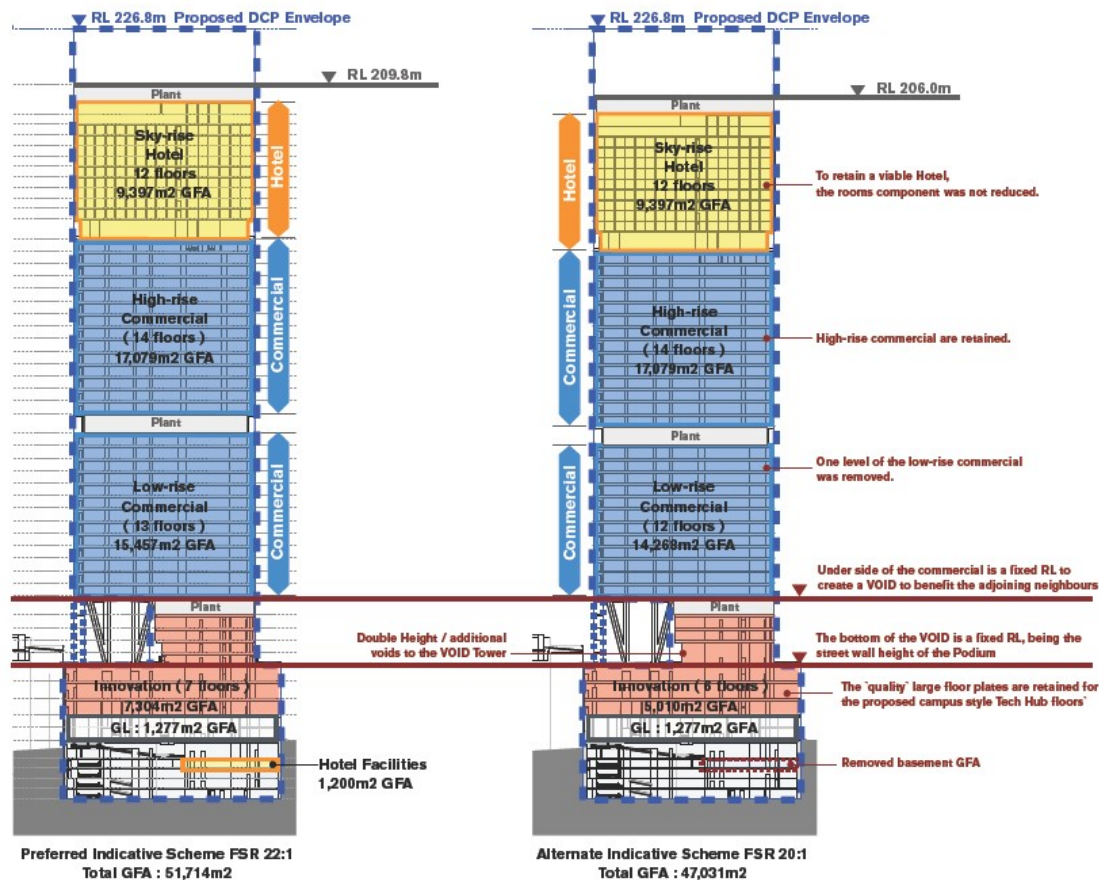 RL 226.8m Proposed DCP Envelope
RL 209.8m
Plant
Sky-rise
Hotel
12 floors
9,397m2 GFA
Hotel
High-rise
Commercial
( 14 floors )
17,079m2 GFA
Commercial
Plant
Low-rise
Commercial
( 13 floors )
15,457m2 GFA
Commercial
Plant
Innovation ( 7 floors )
7,304m2 GFA
GL : 1,277m2 GFA
Hotel Facilities
1,200m2 GFA
Preferred Indicative Scheme FSR 22:1
Total GFA : 51,714m2
RL 226.8m Proposed DCP Envelope
RL 206.0m
Plant
Hotel
Sky-rise
Hotel
12 floors
9,397m2 GFA
To retain a viable Hotel,
the rooms component was not reduced.
Commercial
High-rise
Commercial
( 14 floors )
17,079m2 GFA
High-rise commercial are retained.
Plant
Commercial
Low-rise
Commercial
( 12 floors )
14,268m2 GFA
One level of the low-rise commercial
was removed.
Under side of the commercial is a fixed RL to
create a VOID to benefit the adjoining neighbours
Plant
Double Height / additional
voids to the VOID Tower
The bottom of the VOID is a fixed RL, being the
street wall height of the Podium
Innovation ( 6 floors )
5,010m2 GFA
The `quality` large floor plates are retained for
the proposed campus style Tech Hub floors`
GL : 1,277m2 GFA
Removed basement GFA
Alternate Indicative Scheme FSR 20:1
Total GFA : 47,031m2